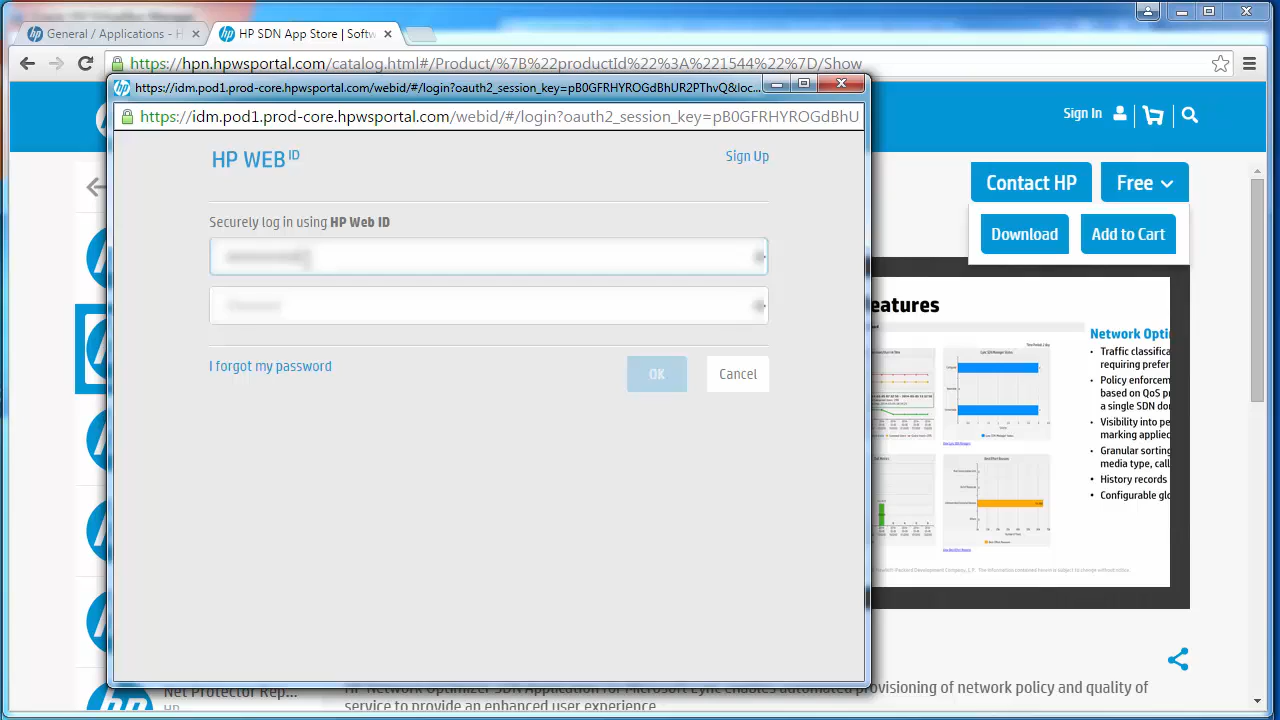 General / Applications - H
HP SDN App Store | Softw
https://hpn.hpwsportal.com/catalog.html#/Product/%7B%22productId%22%3A%221544%22%7D/Show
https://idm.pod1.prod-core.hpwsportal.com/webid/#/login?oauth2_session_key=pB0GFRHYROGdBhUR2PThvQ&loc...
https://idm.pod1.prod-core.hpwsportal.com/webid/#/login?oauth2_session_key=pB0GFRHYROGdBhU
Sign In
HP WEB ID
Sign Up
Securely log in using HP Web ID
I forgot my password
OK
Cancel
Contact HP
Free
Download
Add to Cart
eatures
Network Opti
• Traffic classifica
requiring prefer
• Policy enforcem
based on QoS p
a single SDN do
• Visibility into pe
marking applied
• Granular sorting
media type, call
• History records
• Configurable glo
Net Protector Rep...
HP
HP Network Optimizer SDN Application for Microsoft Lync enables automated provisioning of network policy and quality of
service to provide an enhanced user experience